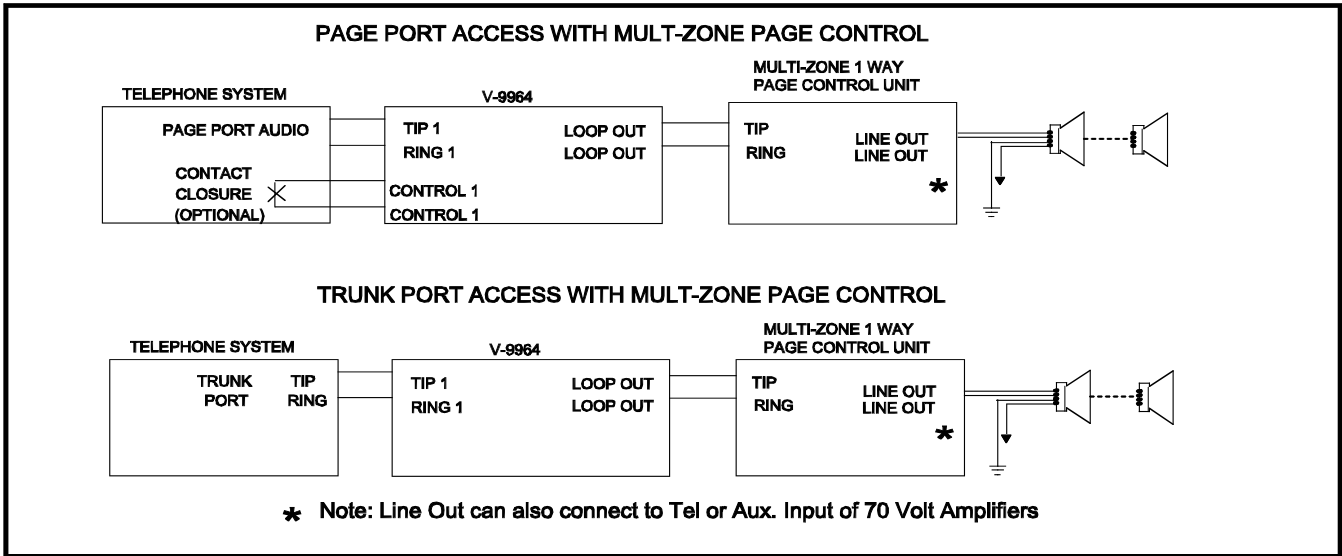 PAGE PORT ACCESS WITH MULT-ZONE PAGE CONTROL
TELEPHONE SYSTEM
PAGE PORT AUDIO
CONTACT
CLOSURE
(OPTIONAL)
V-9964
TIP 1
RING 1
CONTROL 1
CONTROL 1
LOOP OUT
LOOP OUT
MULTI-ZONE 1 WAY
PAGE CONTROL UNIT
TIP
RING
LINE OUT
LINE OUT
*
TRUNK PORT ACCESS WITH MULT-ZONE PAGE CONTROL
TELEPHONE SYSTEM
TRUNK TIP
PORT RING
V-9964
TIP 1
RING 1
LOOP OUT
LOOP OUT
MULTI-ZONE 1 WAY
PAGE CONTROL UNIT
TIP
RING
LINE OUT
LINE OUT
*
* Note: Line Out can also connect to Tel or Aux. Input of 70 Volt Amplifiers